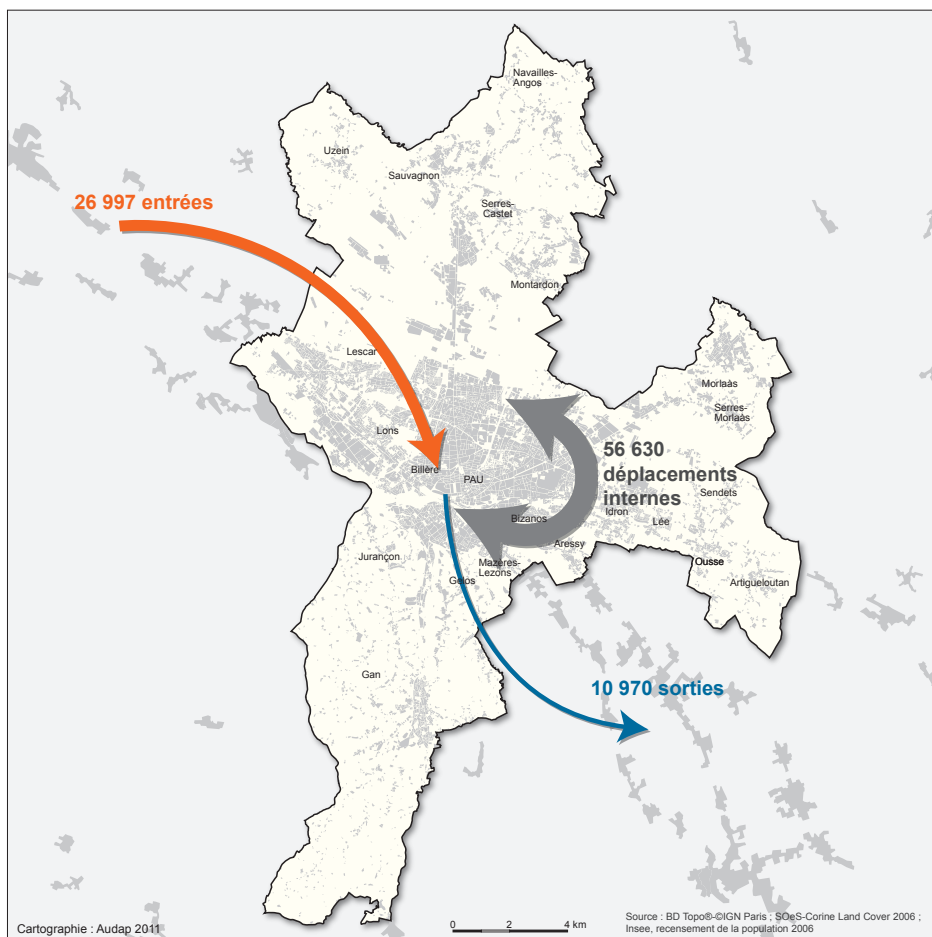 Navailles-
Angos
Uzein
Sauvagnon
26 997 entrées
Serres-
Castet
Montardon
Lescar
Morlaàs
Serres-
Morlaàs
Lons
56 630
déplacements
internes
Billère
PAU
Sendets
Idron
Bizanos
Lée
Aressy
Jurançon
Mazères-
Lezons
Ousse
Gelos
Artigueloutan
Gan
10 970 sorties
Cartographie : Audap 2011
0 2 4 km
Source : BD Topo®-©IGN Paris ; SOeS-Corine Land Cover 2006 ;
Insee, recensement de la population 2006